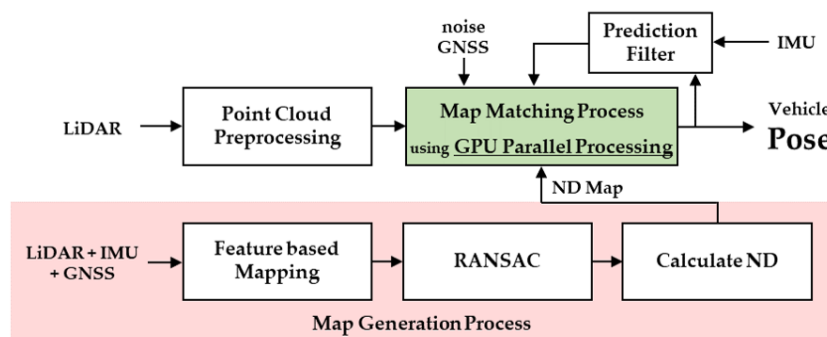 noise
GNSS
Prediction
Filter
IMU
LiDAR
Point Cloud
Preprocessing
Map Matching Process
using GPU Parallel Processing
Vehicle
Pose
ND Map
LiDAR + IMU
+ GNSS
Feature based
Mapping
RANSAC
Calculate ND
Map Generation Process